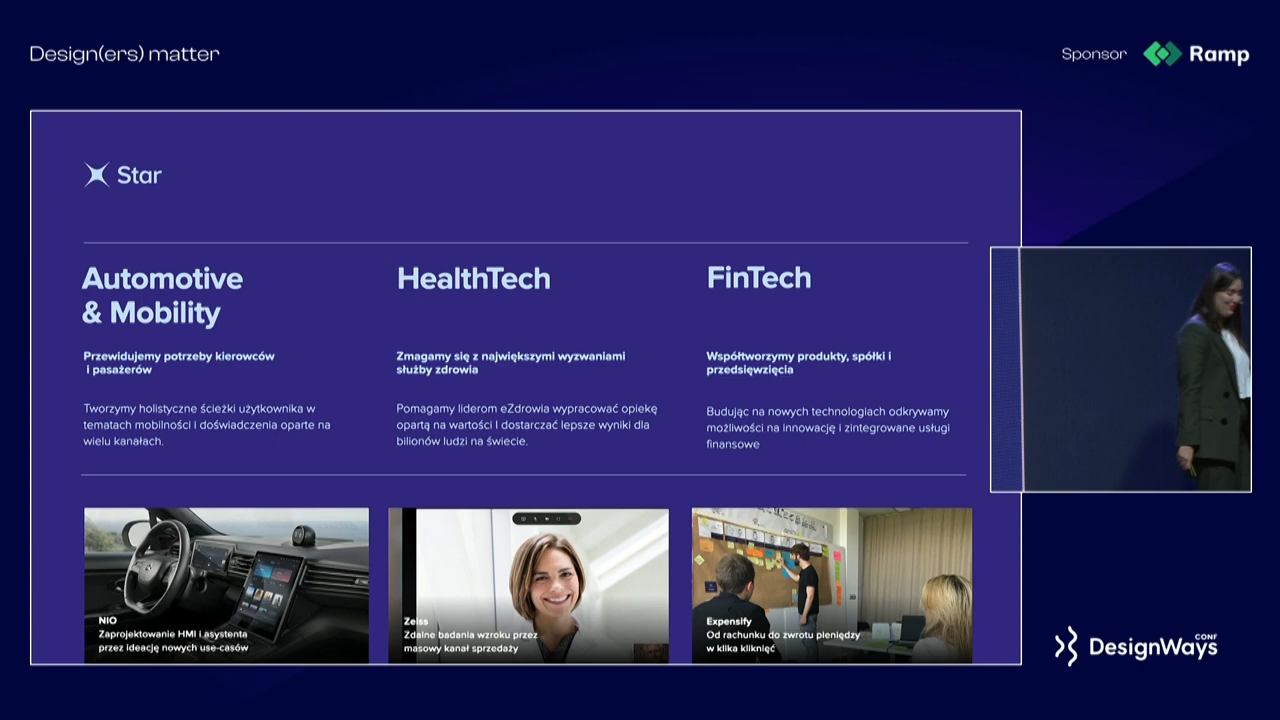 Design(ers) matter
Sponsor
Ramp
Star
Automotive
& Mobility
Przewidujemy potrzeby kierowców
i pasażerów
Tworzymy holistyczne ścieżki użytkownika w
tematach mobilności i doświadczenia oparte na
wielu kanałach.
HealthTech
Zmagamy się z największymi wyzwaniami
służby zdrowia
Pomagamy liderom eZdrowia wypracować opiekę
opartą na wartości I dostarczać lepsze wyniki dla
bilionów ludzi na świecie.
FinTech
Współtworzymy produkty, spółki i
przedsięwzięcia
Budując na nowych technologiach odkrywamy
możliwości na innowację i zintegrowane usługi
finansowe
NIO
Zaprojektowanie HMI i asystenta
przez ideację nowych use-casów
Zeiss
Zdalne badania wzroku przez
masowy kanał sprzedaży
Expensify
Od rachunku do zwrotu pieniędzy
w klika kliknięć
DesignWays
CONF